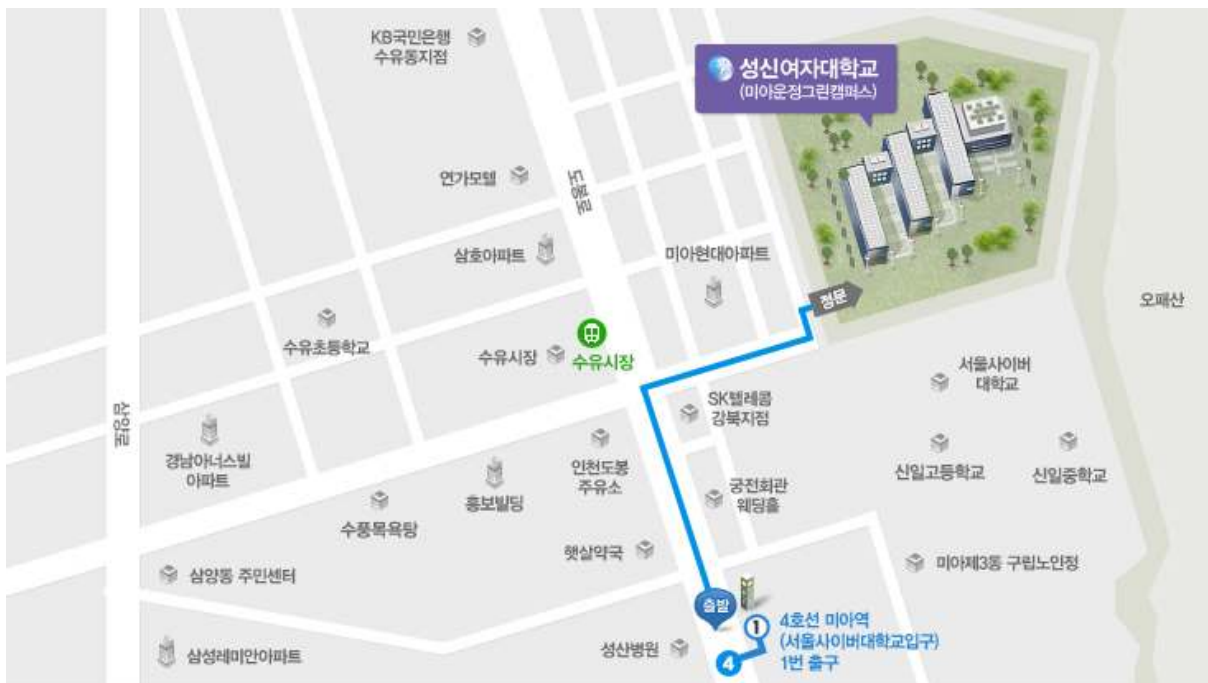 KB국민은행
수유동지점
성신여자대학교
(미아운정그린캠퍼스)
연가모텔
도봉로
삼호아파트
미아현대아파트
정문
오패산
수유초등학교
수유시장
수유시장
서울사이버
대학교
삼양로
SK텔레콤
강북지점
경남아너스빌
아파트
인천도봉
주유소
신일고등학교
신일중학교
홍보빌딩
궁전회관
웨딩홀
수풍목욕탕
햇살약국
미아제3동 구립노인정
삼양동 주민센터
출발
1
4호선 미아역
(서울사이버대학교입구)
1번 출구
성산병원
4
삼성레미안아파트